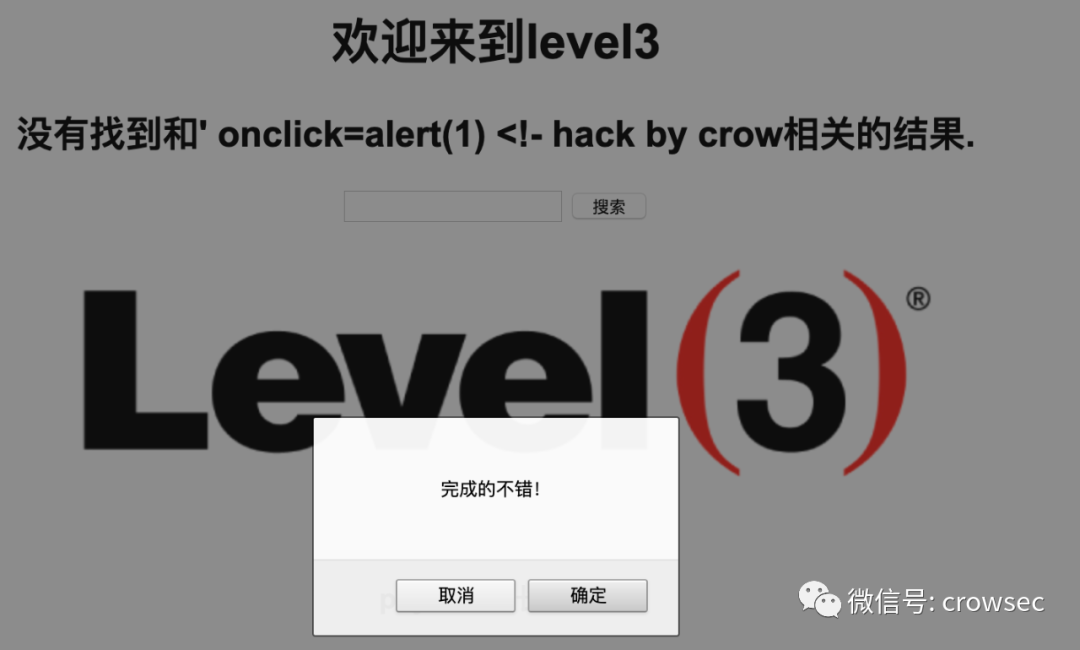 欢迎来到level3
没有找到和' onclick=alert(1) <!- hack by crow相关的结果.
搜索
Level(3)®
完成的不错!
取消 确定
微信号: crowsec